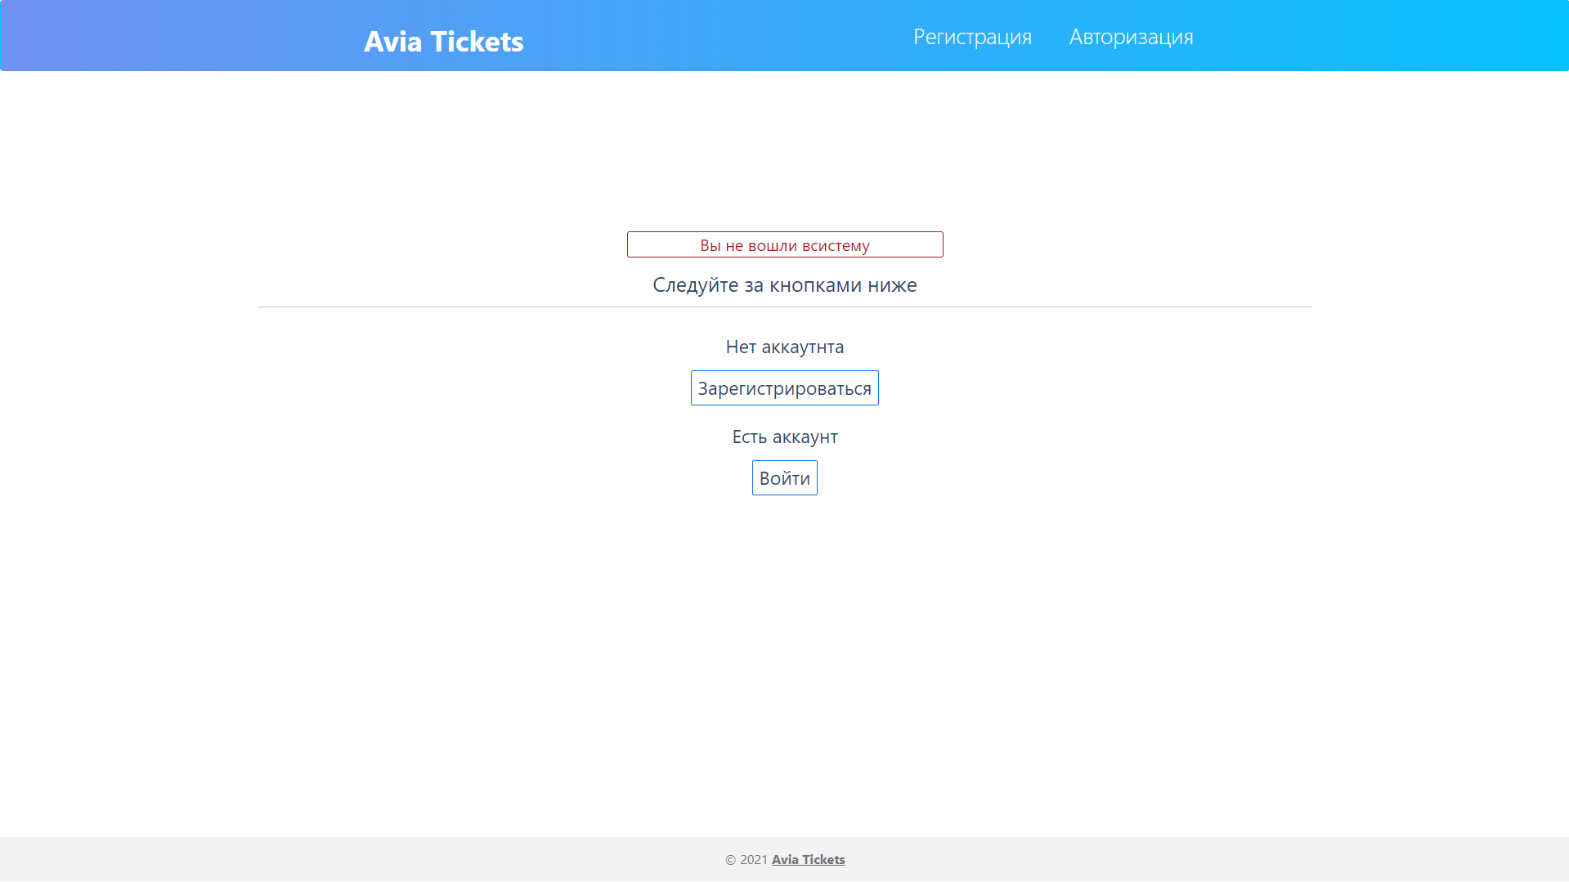 Avia Tickets
Регистрация
Авторизация
Вы не вошли всистему
Следуйте за кнопками ниже
Нет аккаутнта
Зарегистрироваться
Есть аккаунт
Войти
© 2021 Avia Tickets